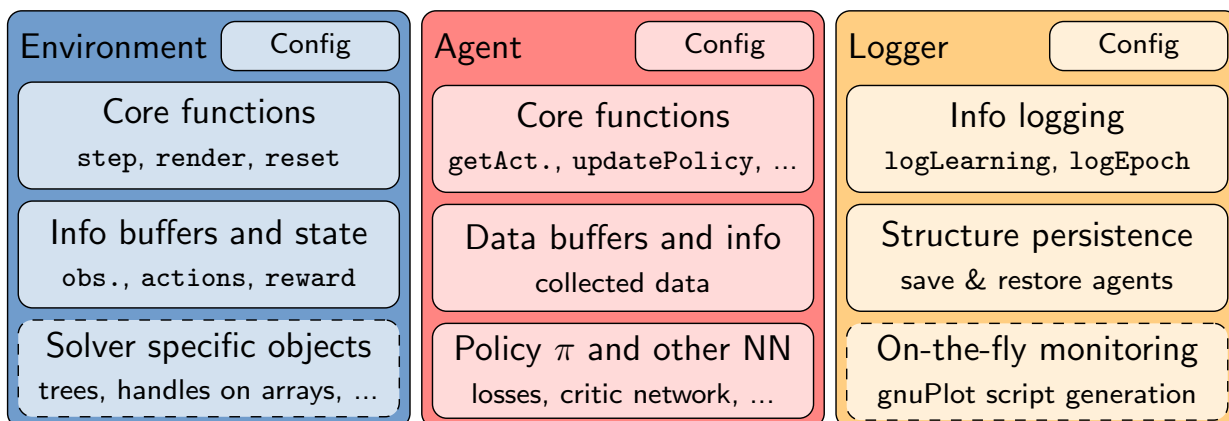 Environment
Config
Core functions
step, render, reset
Info buffers and state
obs., actions, reward
Solver specific objects
trees, handles on arrays, ...
Agent
Config
Core functions
getAct., updatePolicy, ...
Data buffers and info
collected data
Policy π and other NN
losses, critic network, ...
Logger
Config
Info logging
logLearning, logEpoch
Structure persistence
save & restore agents
On-the-fly monitoring
gnuPlot script generation